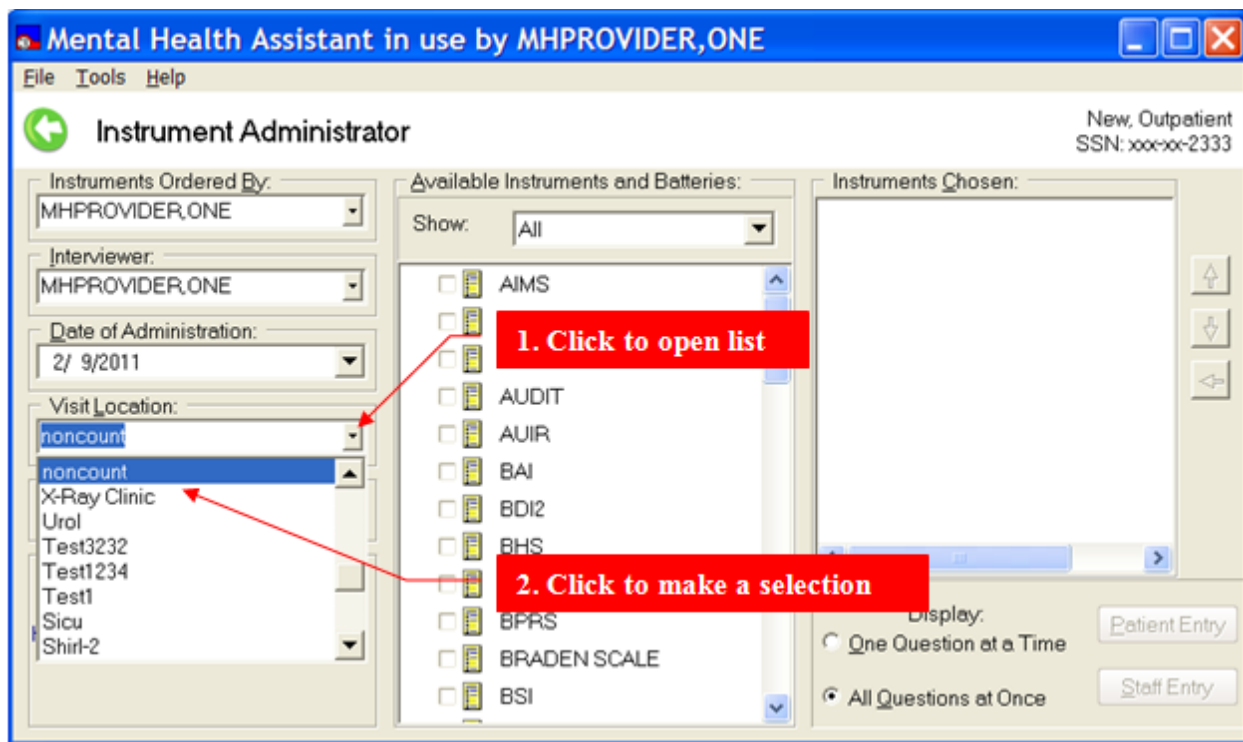 Mental Health Assistant in use by MHPROVIDER,ONE
File Tools Help
Instrument Administrator
New, Outpatient
SSN: xxx-xx-2333
Instruments Ordered By:
MHPROVIDER,ONE
Interviewer:
MHPROVIDER,ONE
Date of Administration:
2/ 9/2011
Visit Location:
noncount
noncount
X-Ray Clinic
Urol
Test3232
Test1234
Test1
Sicu
Shirl-2
Available Instruments and Batteries:
Show: All
AIMS
1. Click to open list
AUDIT
AUIR
BAI
BDI2
BHS
2. Click to make a selection
BPRS
BRADEN SCALE
BSI
Instruments Chosen:
Display:
One Question at a Time
All Questions at Once
Patient Entry
Staff Entry